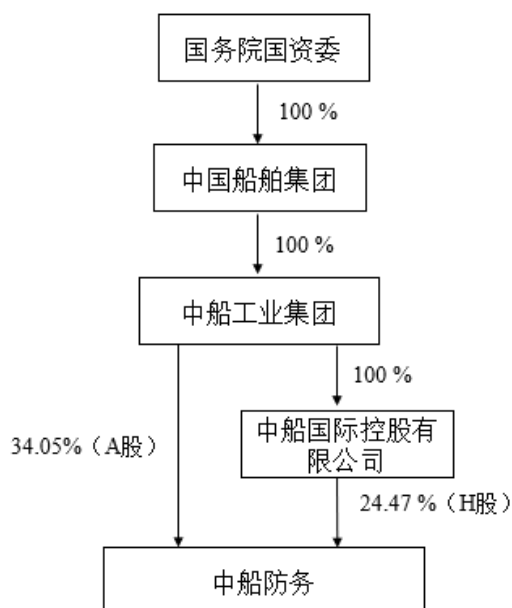 国务院国资委
100 %
中国船舶集团
100 %
中船工业集团
100 %
34.05%（A股）
中船国际控股有
限公司
24.47 %（H股）
中船防务